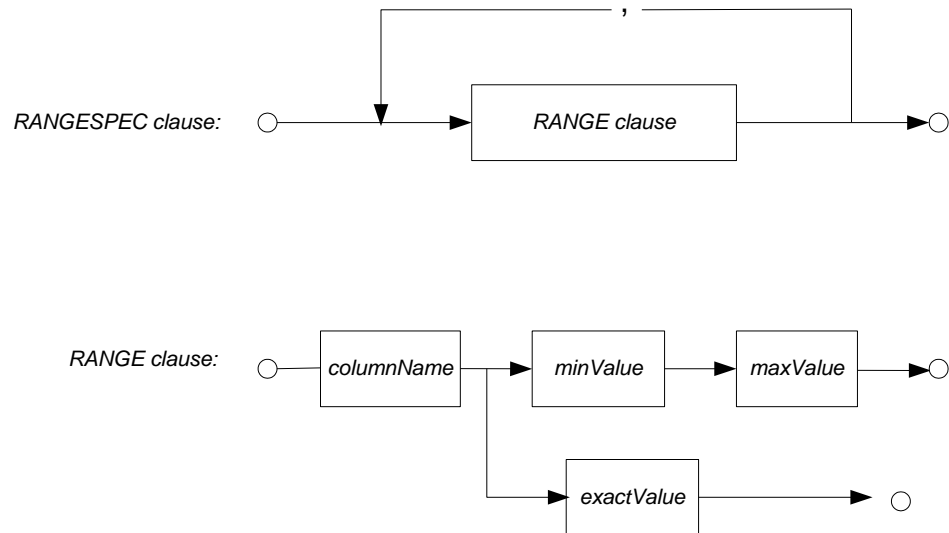 ,
RANGESPEC clause:
RANGE clause
RANGE clause:
columnName
minValue
maxValue
exactValue